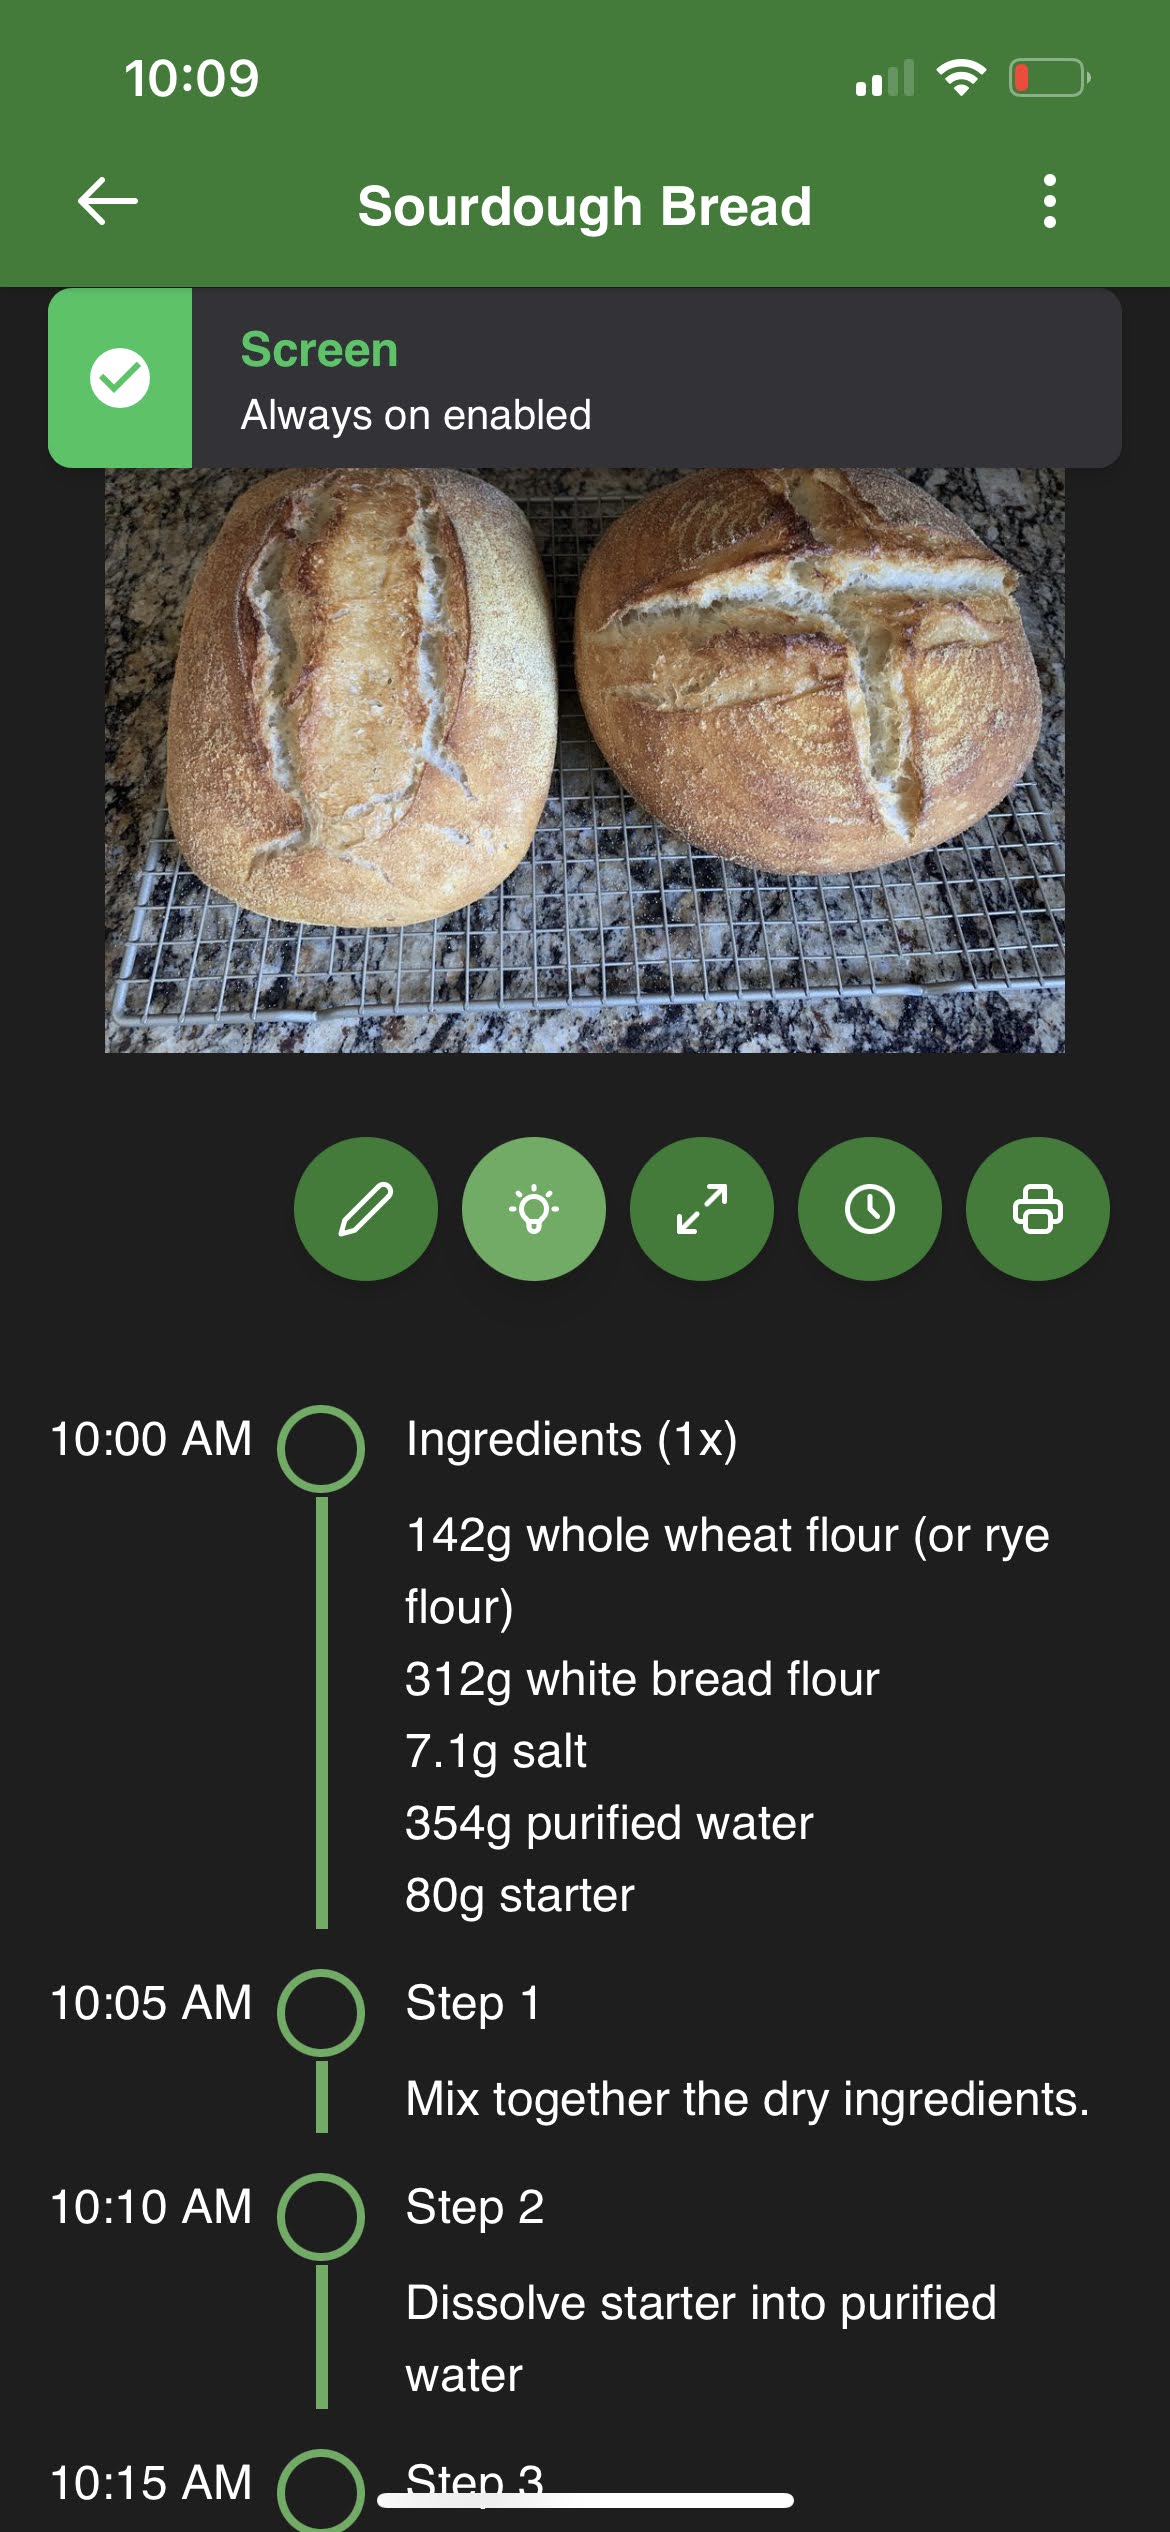 10:09
Sourdough Bread
Screen
Always on enabled
10:00 AM
Ingredients (1x)
142g whole wheat flour (or rye
flour)
312g white bread flour
7.1g salt
354g purified water
80g starter
10:05 AM
Step 1
Mix together the dry ingredients.
10:10 AM
Step 2
Dissolve starter into purified
water
10:15 AM
Step 3